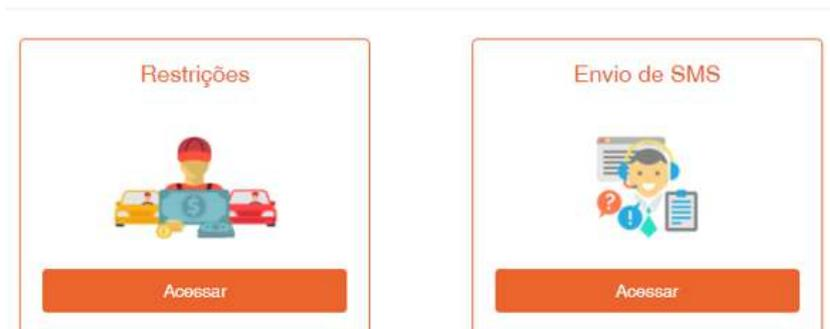 Restrições
Envio de SMS
$
?
!
Acessar
Acessar